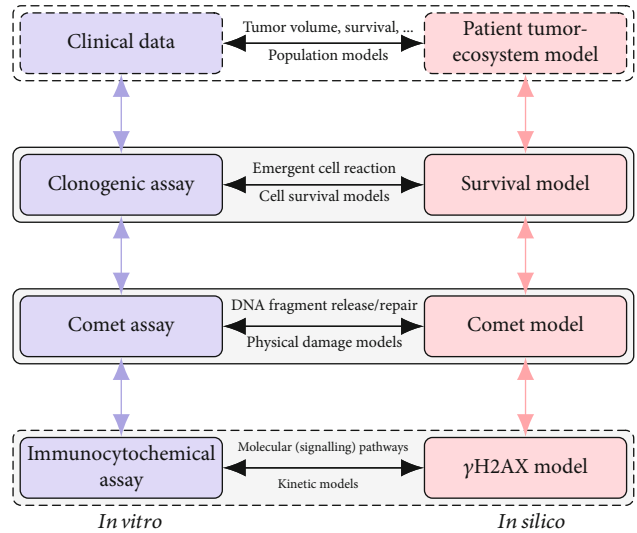 Clinical data
Tumor volume, survival, ...
Population models
Patient tumor-
ecosystem model
Clonogenic assay
Emergent cell reaction
Cell survival models
Survival model
Comet assay
DNA fragment release/repair
Physical damage models
Comet model
Immunocytochemical
assay
Molecular (signalling) pathways
Kinetic models
γH2AX model
In vitro
In silico